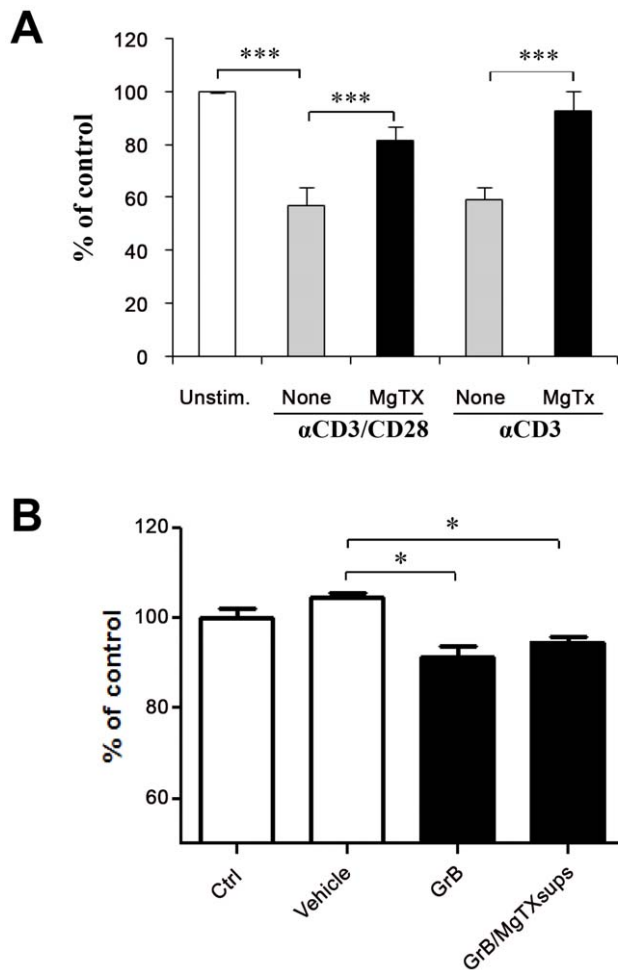 A
% of control
120
100
80
60
40
20
0
***
***
***
Unstim. None MgTX None MgTx
αCD3/CD28 αCD3
B
% of control
120
100
80
60
*
*
Ctrl
Vehicle
GrB
GrB/MgTXsups